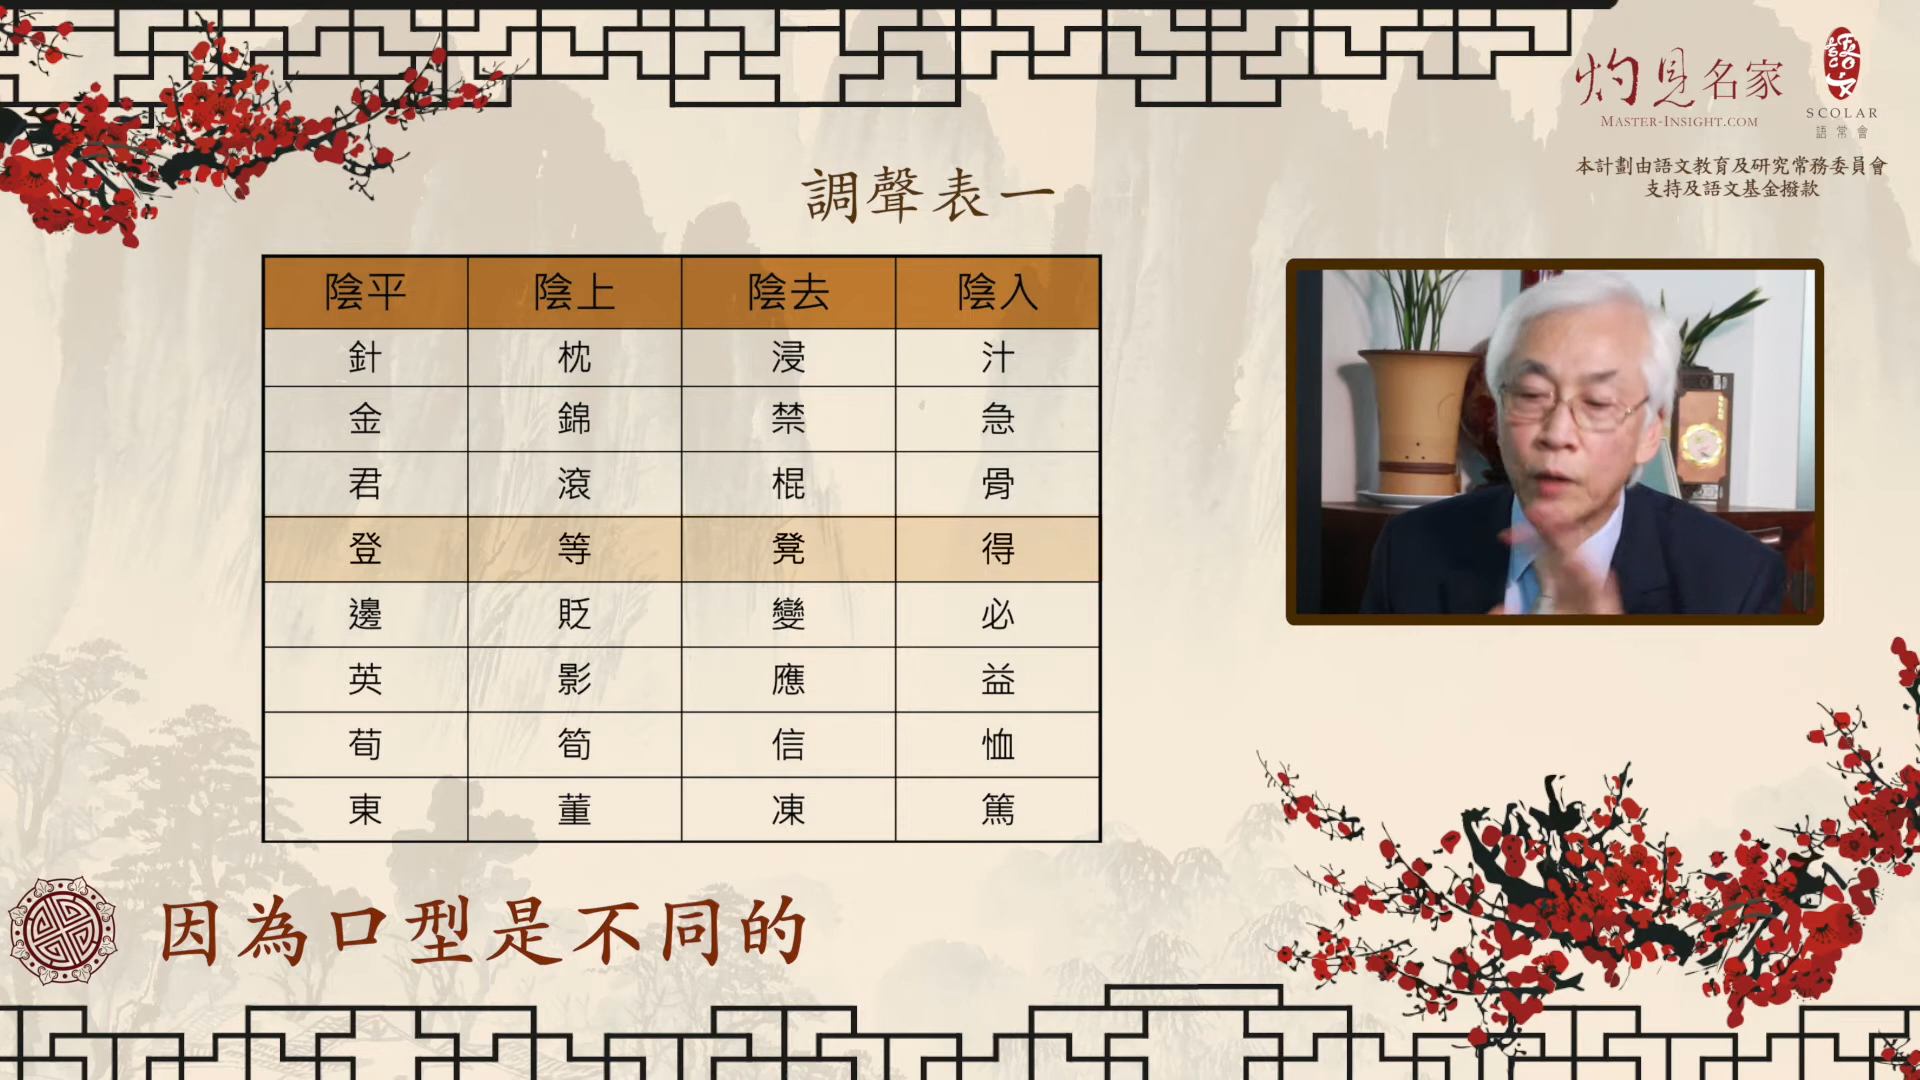 灼見名家
MASTER-INSIGHT.COM
語文
SCOLAR
語常會
本計劃由語文教育及研究常務委員會
支持及語文基金撥款
調聲表一
陰平 陰上 陰去 陰入
針 枕 浸 汁
金 錦 禁 急
君 滾 棍 骨
登 等 凳 得
邊 貶 變 必
英 影 應 益
荀 筍 信 恤
東 董 凍 篤
因為口型是不同的